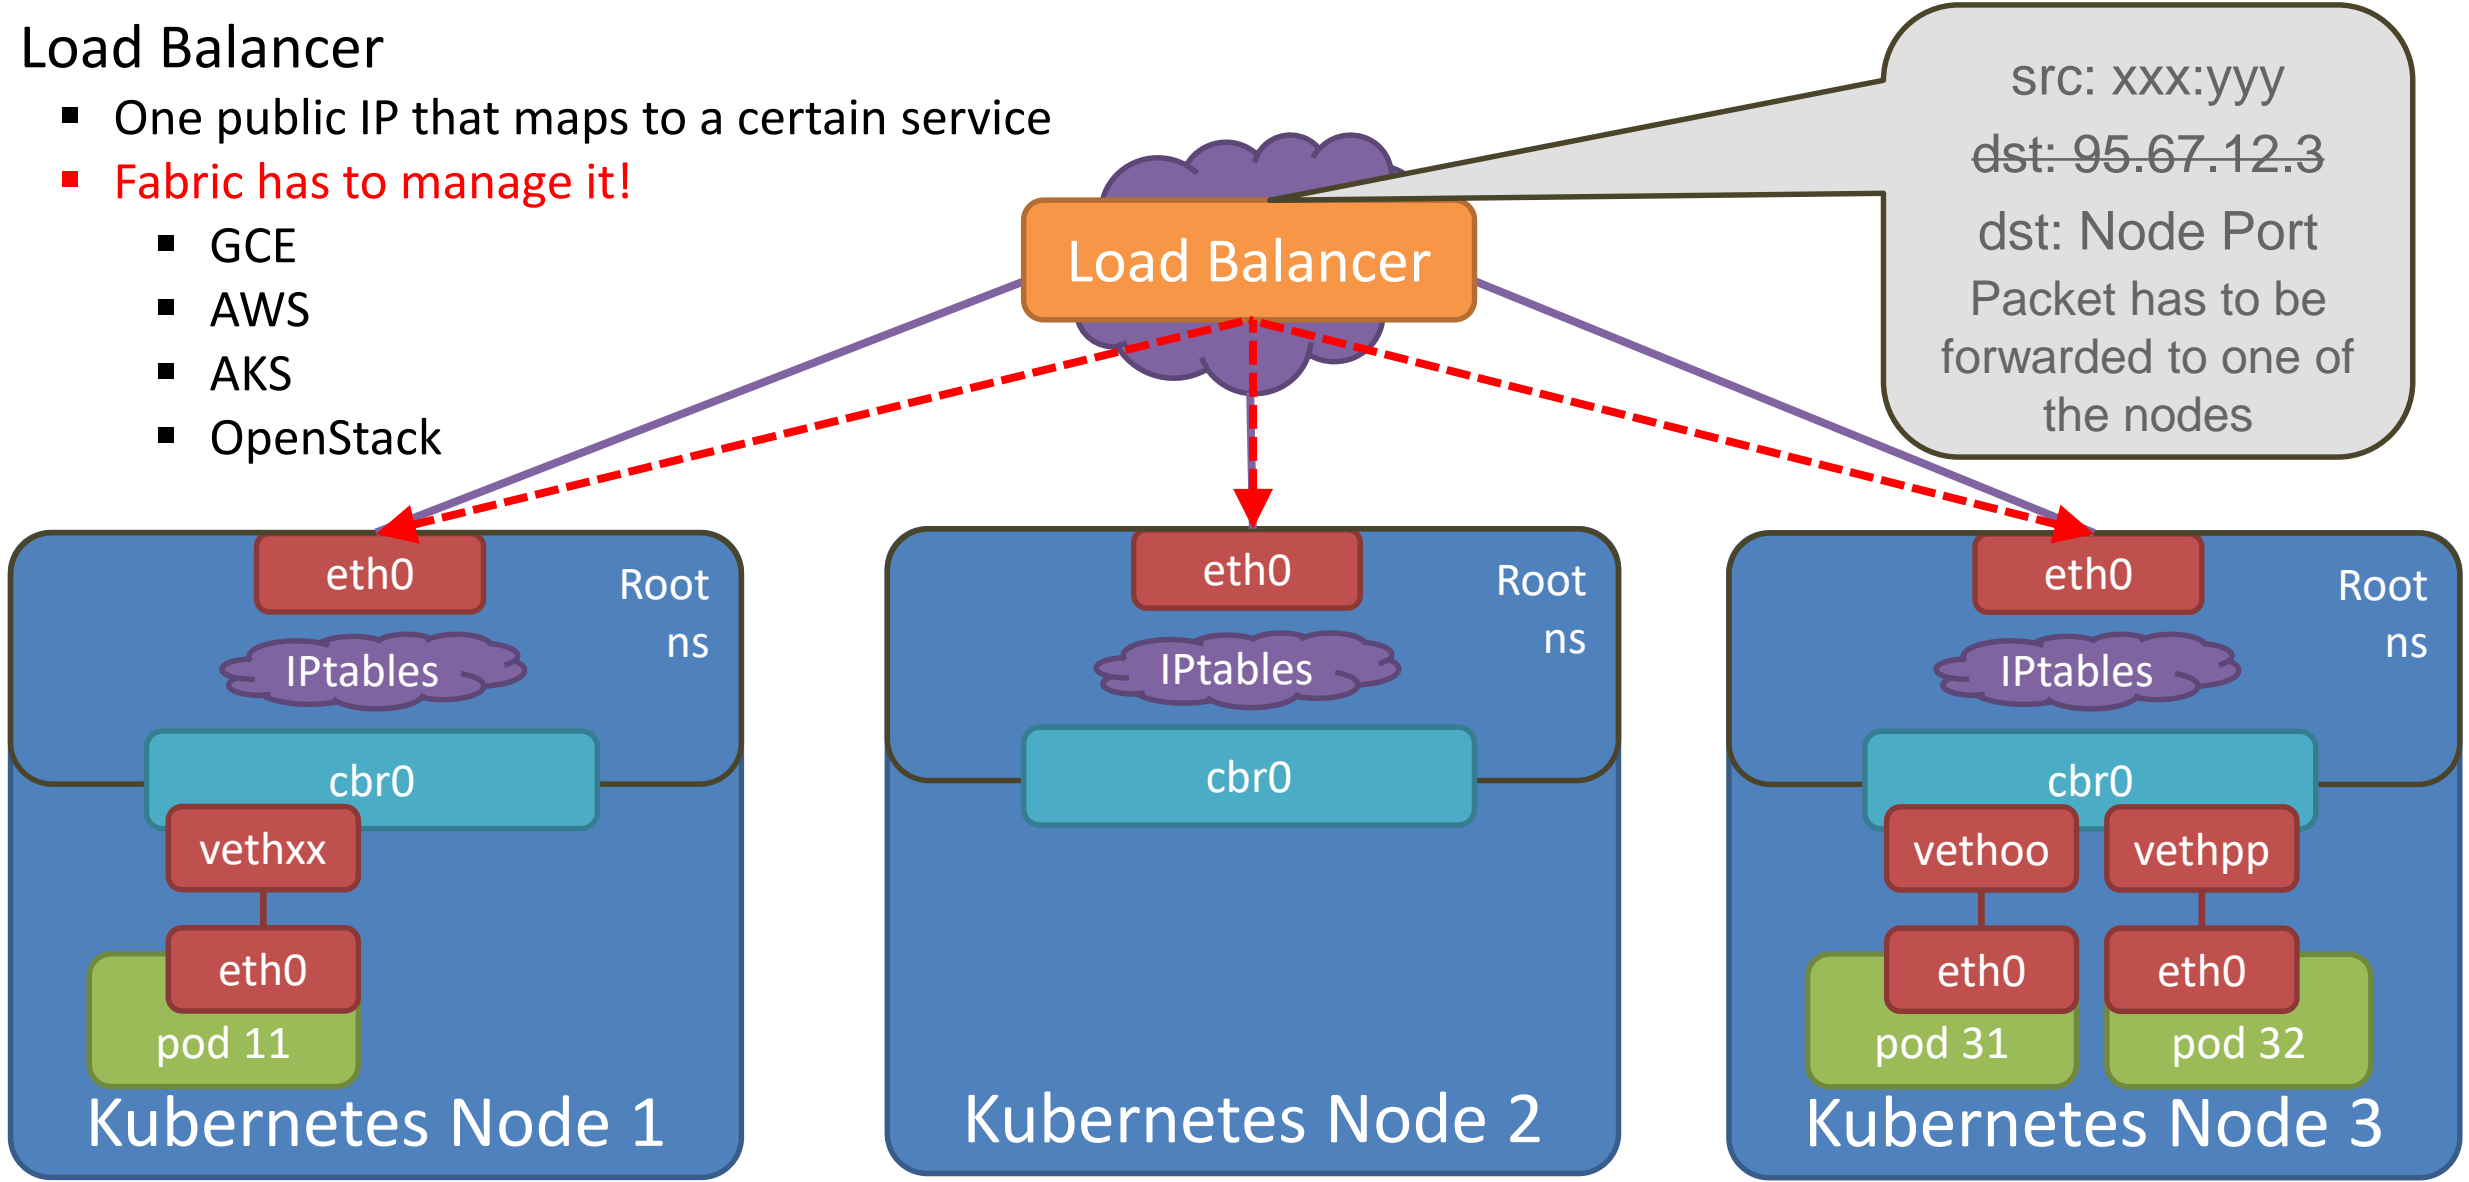 Load Balancer
One public IP that maps to a certain service
Fabric has to manage it!
GCE
AWS
AKS
OpenStack
Load Balancer
src: xxx:yyy
dst: 95.67.12.3
dst: Node Port
Packet has to be
forwarded to one of
the nodes
eth0
Root
ns
IPtables
cbr0
vethxx
eth0
pod 11
Kubernetes Node 1
eth0
Root
ns
IPtables
cbr0
Kubernetes Node 2
eth0
Root
ns
IPtables
cbr0
vethoo
vethpp
eth0
eth0
pod 31
pod 32
Kubernetes Node 3